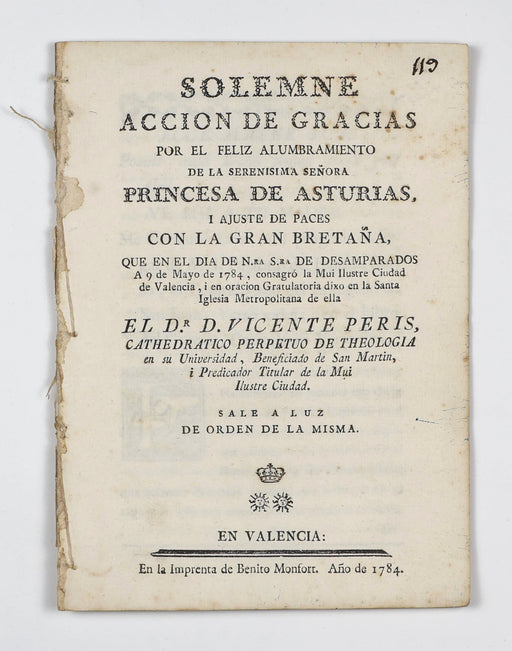 119
SOLEMNE
ACCION DE GRACIAS
POR EL FELIZ ALUMBRAMIENTO
DE LA SERENISIMA SEÑORA
PRINCESA DE ASTURIAS,
I AJUSTE DE PACES
CON LA GRAN BRETAÑA,
QUE EN EL DIA DE N.RA S.RA DE DESAMPARADOS
A 9 de Mayo de 1784, consagró la Mui Ilustre Ciudad
de Valencia, i en oracion Gratulatoria dixo en la Santa
Iglesia Metropolitana de ella
EL D.R D. VICENTE PERIS,
CATHEDRATICO PERPETUO DE THEOLOGIA
en su Universidad, Beneficiado de San Martin,
i Predicador Titular de la Mui
Ilustre Ciudad.
SALE A LUZ
DE ORDEN DE LA MISMA.
EN VALENCIA:
En la Imprenta de Benito Monfort. Año de 1784.